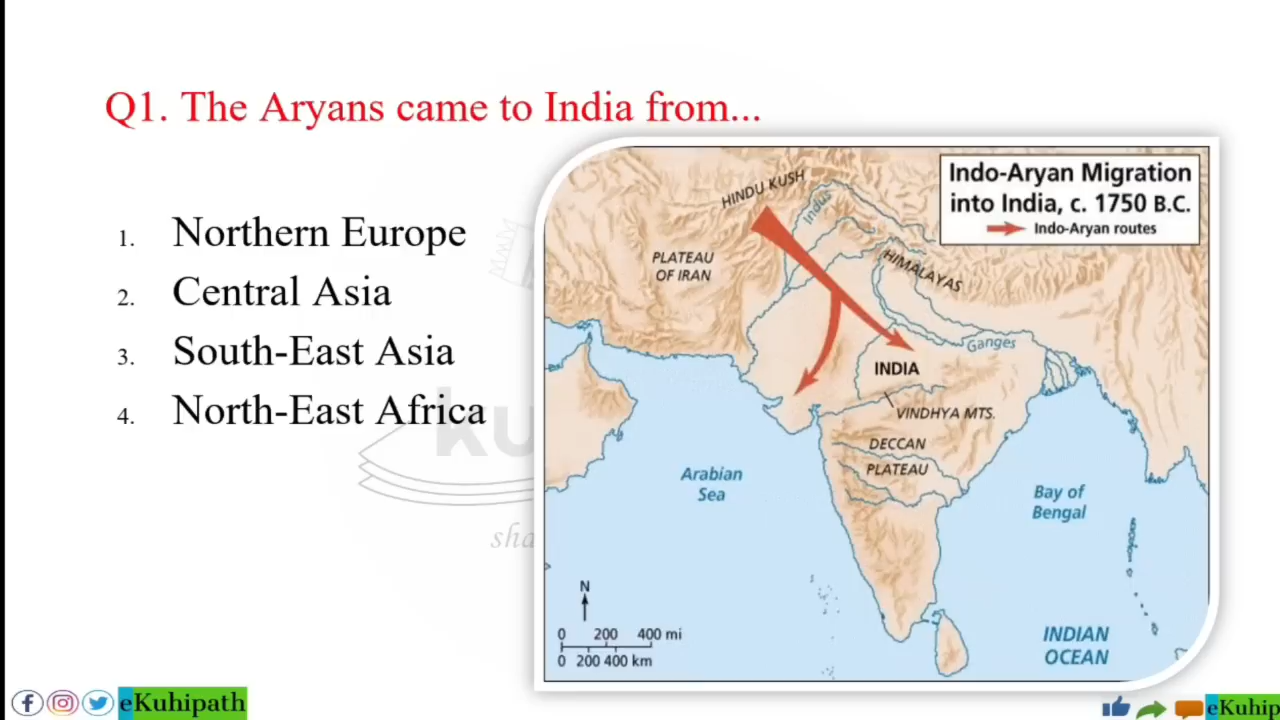 Q1. The Aryans came to India from...
1. Northern Europe
2. Central Asia
3. South-East Asia
4. North-East Africa
Indo-Aryan Migration
into India, c. 1750 B.C.
Indo-Aryan routes
HINDU KUSH
Indus
PLATEAU
OF IRAN
HIMALAYAS
Ganges
INDIA
VINDHYA MTS.
DECCAN
PLATEAU
Arabian
Sea
Bay of
Bengal
N
0 200 400 mi
0 200 400 km
INDIAN
OCEAN
ku
sha
eKuhipath
eKuhip